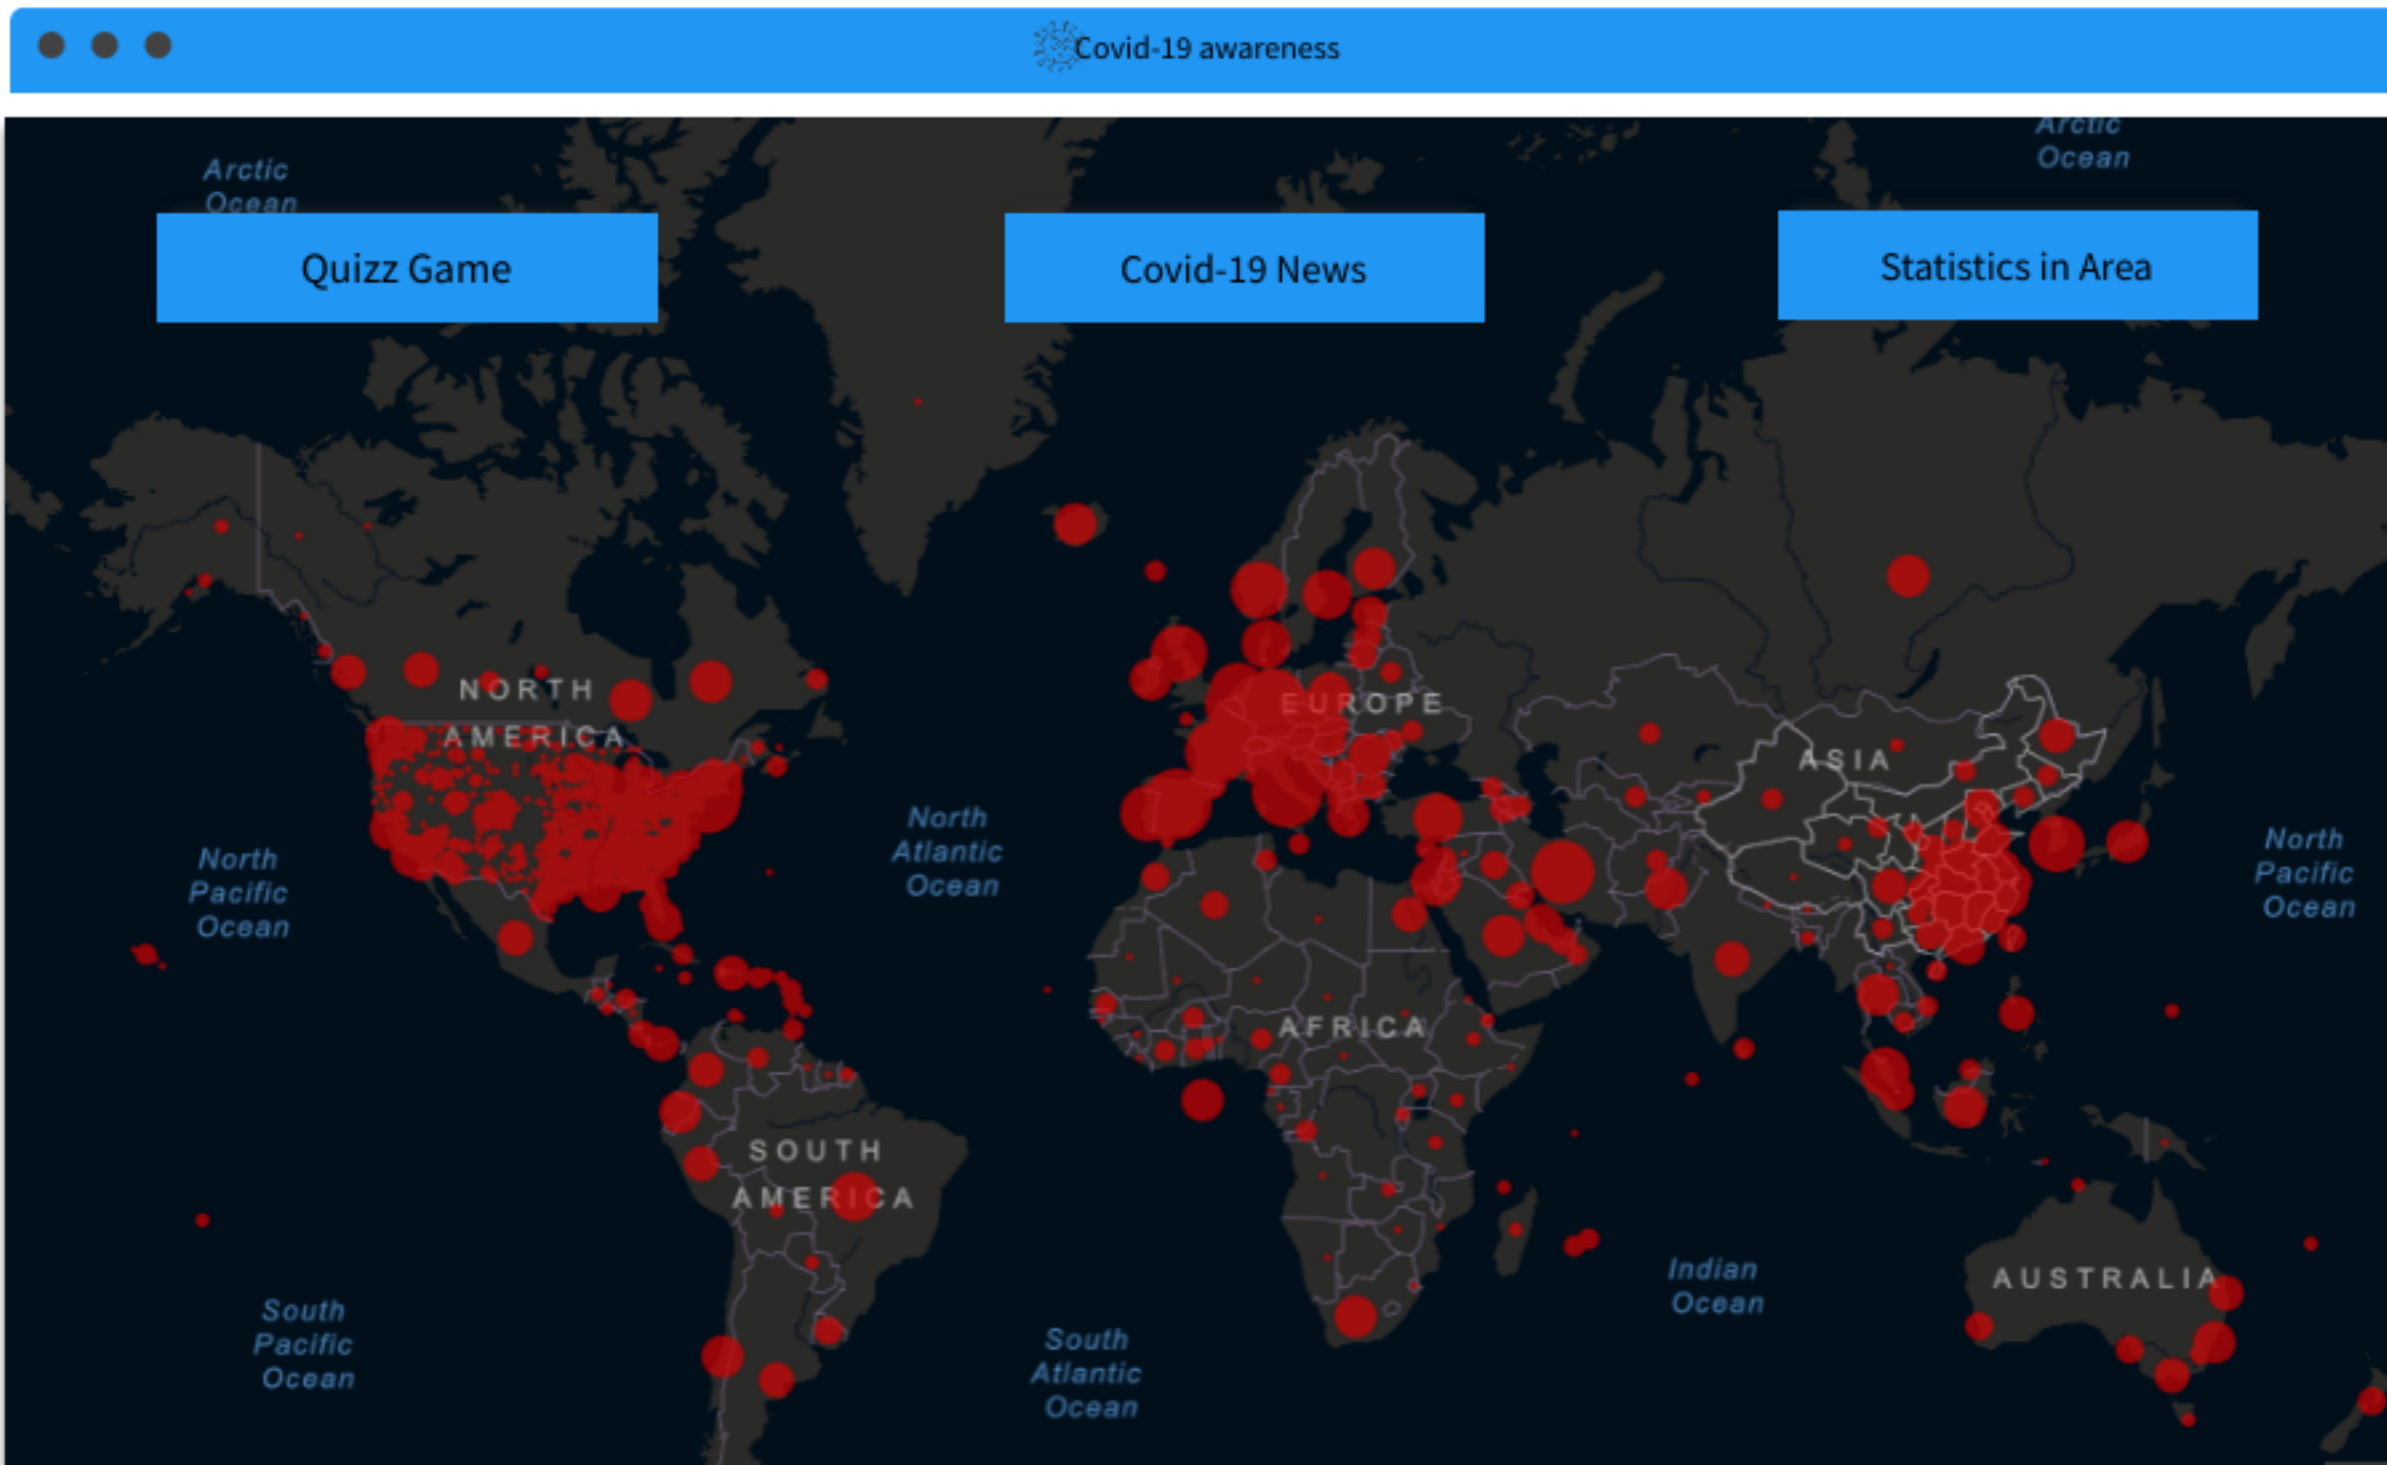 Covid-19 awareness
Arctic
Ocean
Arctic
Ocean
Quizz Game
Covid-19 News
Statistics in Area
NORTH
AMERICA
EUROPE
ASIA
North
Atlantic
Ocean
North
Pacific
Ocean
North
Pacific
Ocean
AFRICA
SOUTH
AMERICA
Indian
Ocean
AUSTRALIA
South
Pacific
Ocean
South
Atlantic
Ocean